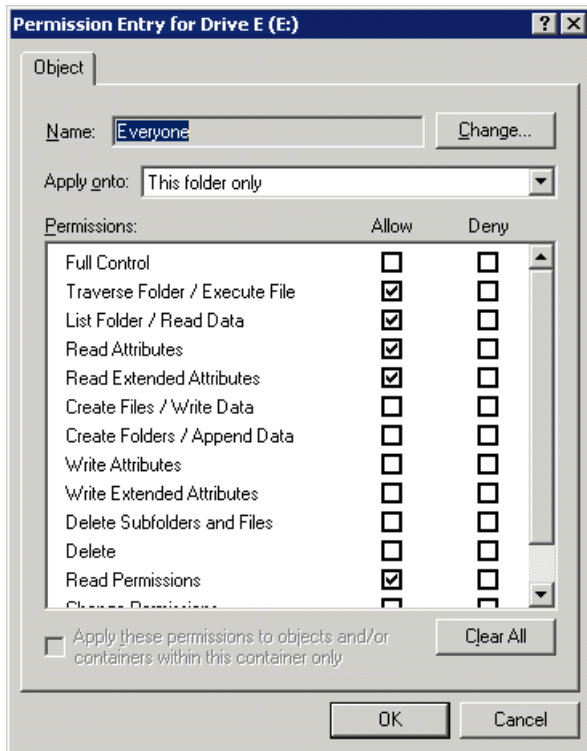 Permission Entry for Drive E (E:)
Object
Name: Everyone Change...
Apply onto: This folder only
Permissions: Allow Deny
Full Control
Traverse Folder / Execute File
List Folder / Read Data
Read Attributes
Read Extended Attributes
Create Files / Write Data
Create Folders / Append Data
Write Attributes
Write Extended Attributes
Delete Subfolders and Files
Delete
Read Permissions
Change Permissions
Apply these permissions to objects and/or
containers within this container only
Clear All
OK Cancel